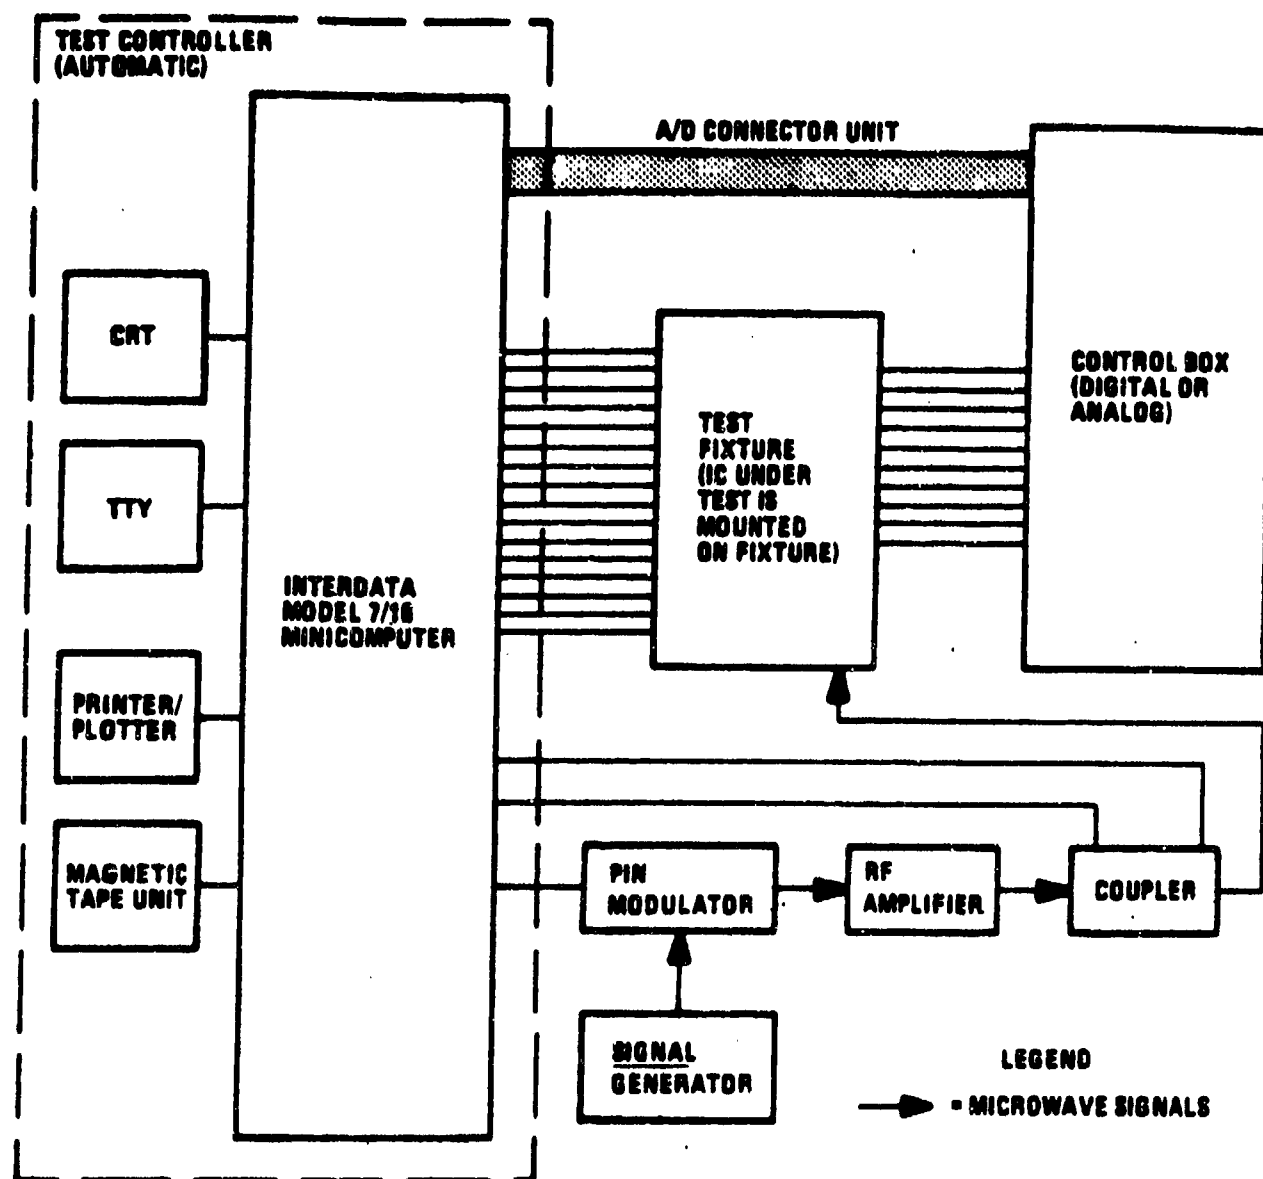 TEST CONTROLLER
(AUTOMATIC)
A/D CONNECTOR UNIT
CRT
TTY
PRINTER/
PLOTTER
MAGNETIC
TAPE UNIT
INTERDATA
MODEL 7/16
MINICOMPUTER
TEST
FIXTURE
(IC UNDER
TEST IS
MOUNTED
ON FIXTURE)
CONTROL BOX
(DIGITAL OR
ANALOG)
PIN
MODULATOR
RF
AMPLIFIER
COUPLER
SIGNAL
GENERATOR
LEGEND
= MICROWAVE SIGNALS